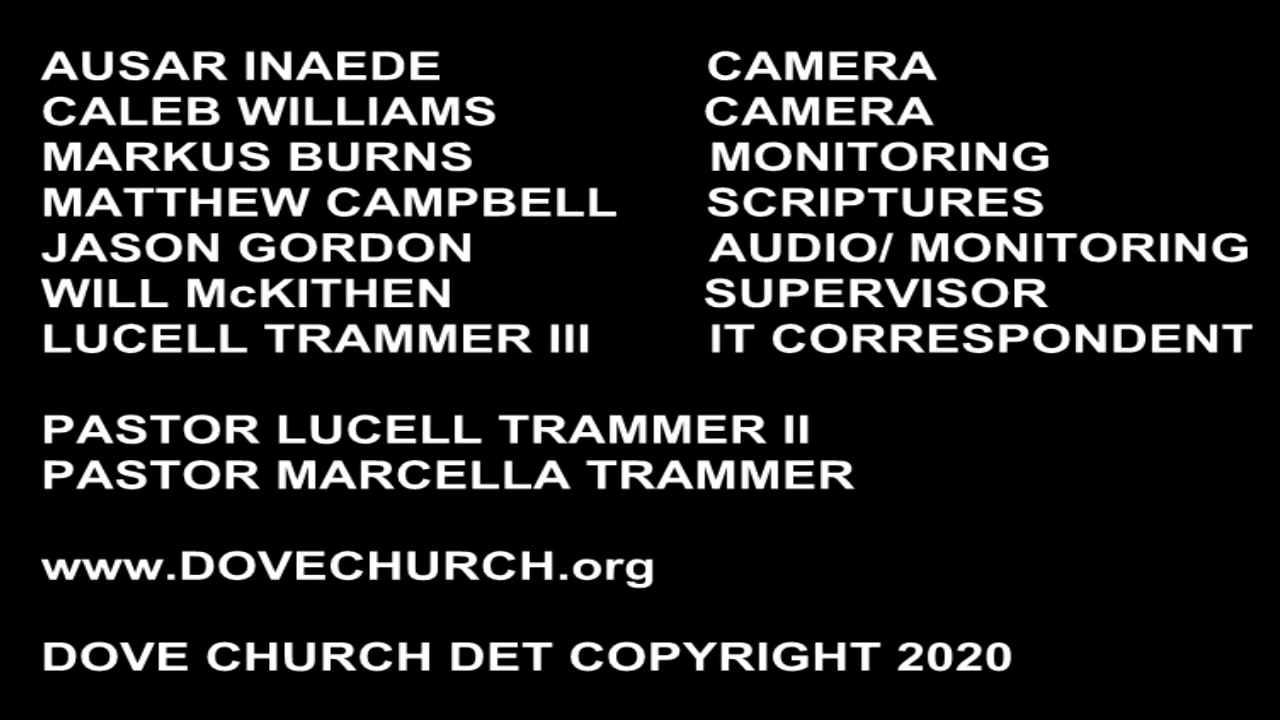 AUSAR INAEDE CAMERA
CALEB WILLIAMS CAMERA
MARKUS BURNS MONITORING
MATTHEW CAMPBELL SCRIPTURES
JASON GORDON AUDIO/ MONITORING
WILL McKITHEN SUPERVISOR
LUCELL TRAMMER III IT CORRESPONDENT
PASTOR LUCELL TRAMMER II
PASTOR MARCELLA TRAMMER
www.DOVECHURCH.org
DOVE CHURCH DET COPYRIGHT 2020